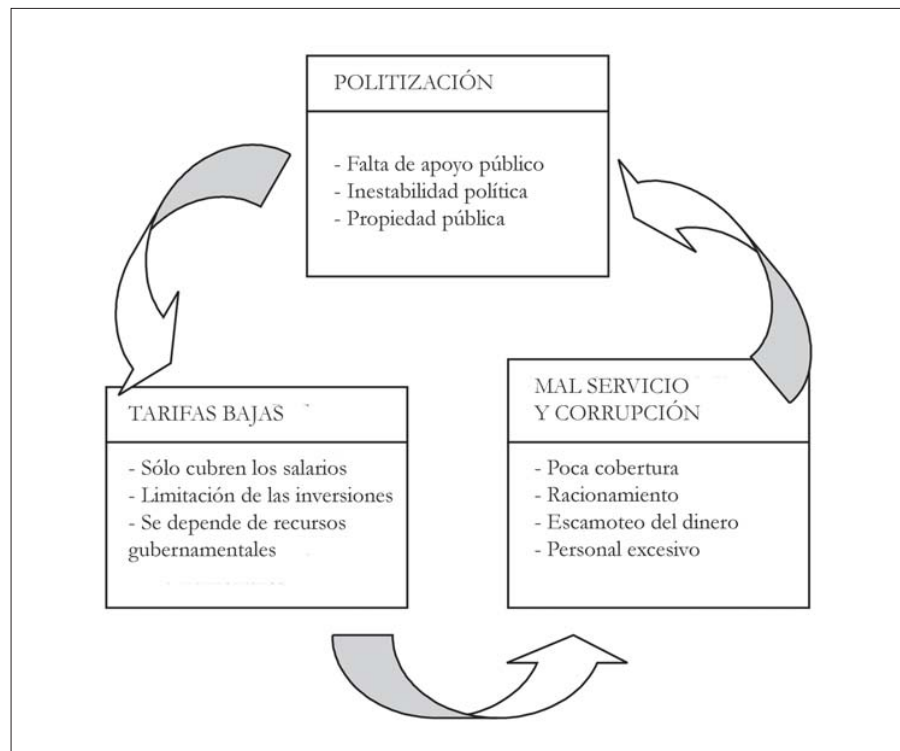 POLITIZACIÓN
- Falta de apoyo público
- Inestabilidad política
- Propiedad pública
TARIFAS BAJAS
- Sólo cubren los salarios
- Limitación de las inversiones
- Se depende de recursos
gubernamentales
MAL SERVICIO
Y CORRUPCIÓN
- Poca cobertura
- Racionamiento
- Escamoteo del dinero
- Personal excesivo